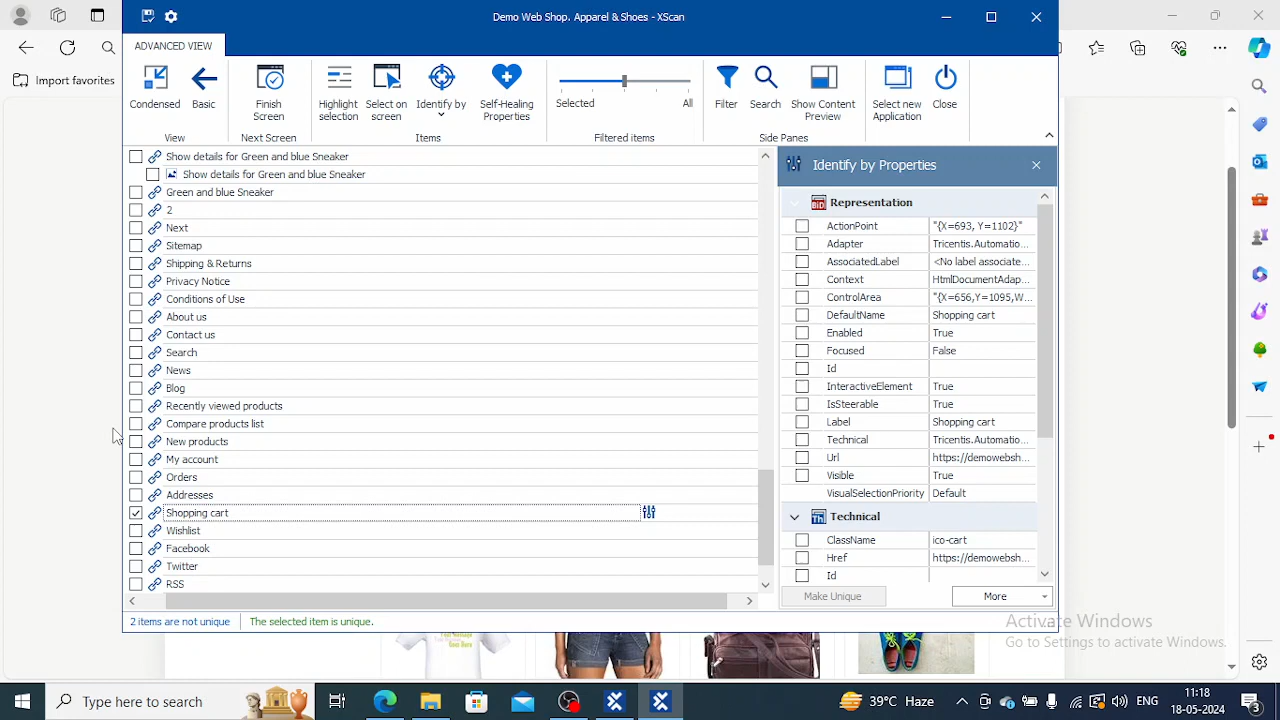 Demo Web Shop. Apparel & Shoes - XScan
Import favorites
ADVANCED VIEW
Condensed
Basic
View
Finish Screen
Next Screen
Highlight selection
Select on screen
Identify by
Self-Healing Properties
Items
Selected
All
Filtered items
Filter
Search
Show Content Preview
Side Panes
Select new Application
Close
Show details for Green and blue Sneaker
Show details for Green and blue Sneaker
Green and blue Sneaker
2
Next
Sitemap
Shipping & Returns
Privacy Notice
Conditions of Use
About us
Contact us
Search
News
Blog
Recently viewed products
Compare products list
New products
My account
Orders
Addresses
Shopping cart
Wishlist
Facebook
Twitter
RSS
2 items are not unique
The selected item is unique.
Identify by Properties
Representation
ActionPoint "{X=693, Y=1102}"
Adapter Tricentis.Automatio...
AssociatedLabel <No label associate...
Context HtmlDocumentAdap...
ControlArea "{X=656,Y=1095,W...
DefaultName Shopping cart
Enabled True
Focused False
Id
InteractiveElement True
IsSteerable True
Label Shopping cart
Technical Tricentis.Automatio...
Url https://demowebsh...
Visible True
VisualSelectionPriority Default
Technical
ClassName ico-cart
Href https://demowebsh...
Id
Make Unique
More
Activate Windows
Go to Settings to activate Windows.
Type here to search
39°C Haze
ENG
11:18
18-05-2024
3